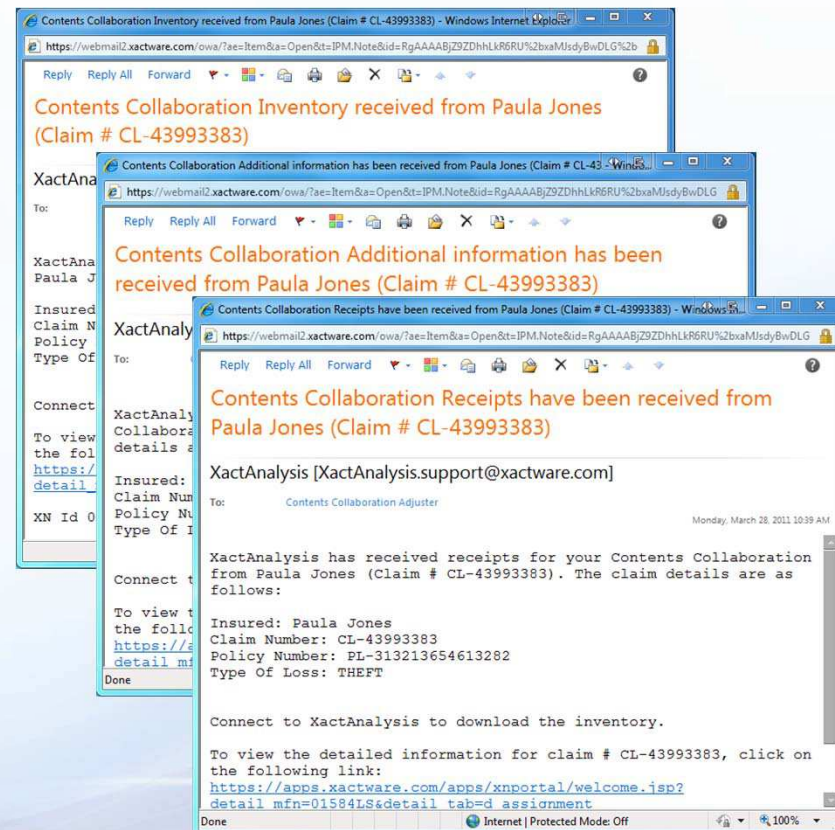 Contents Collaboration Inventory received from Paula Jones (Claim # CL-43993383) - Windows Internet Explorer
https://webmail2.xactware.com/owa/?ae=Item&a=Open&t=IPM.Note&id=RgAAAABjZ9ZDhhLkR6RU%2bxaMJsdyBwDLG%2b
Reply Reply All Forward
Contents Collaboration Inventory received from Paula Jones
(Claim # CL-43993383)
XactAna
To:
XactAna
Paula J
Insured
Claim N
Policy
Type Of
Connect
To view
the fol
https:/
detail_
XN Id 0
Contents Collaboration Additional information has been received from Paula Jones (Claim # CL-43 - Windo...
https://webmail2.xactware.com/owa/?ae=Item&a=Open&t=IPM.Note&id=RgAAAABjZ9ZDhhLkR6RU%2bxaMJsdyBwDLG
Reply Reply All Forward
Contents Collaboration Additional information has been
received from Paula Jones (Claim # CL-43993383)
XactAnaly
To:
XactAnaly
Collabora
details a
Insured:
Claim Num
Policy Nu
Type Of I
Connect t
To view t
the follo
https://a
detail mf
Done
Contents Collaboration Receipts have been received from Paula Jones (Claim # CL-43993383) - Windows In...
https://webmail2.xactware.com/owa/?ae=Item&a=Open&t=IPM.Note&id=RgAAAABjZ9ZDhhLkR6RU%2bxaMJsdyBwDLG
Reply Reply All Forward
Contents Collaboration Receipts have been received from
Paula Jones (Claim # CL-43993383)
XactAnalysis [XactAnalysis.support@xactware.com]
To: Contents Collaboration Adjuster
Monday, March 28, 2011 10:39 AM
XactAnalysis has received receipts for your Contents Collaboration
from Paula Jones (Claim # CL-43993383). The claim details are as
follows:
Insured: Paula Jones
Claim Number: CL-43993383
Policy Number: PL-313213654613282
Type Of Loss: THEFT
Connect to XactAnalysis to download the inventory.
To view the detailed information for claim # CL-43993383, click on
the following link:
https://apps.xactware.com/apps/xnportal/welcome.jsp?
detail_mfn=01584LS&detail_tab=d_assignment
Done Internet | Protected Mode: Off 100%